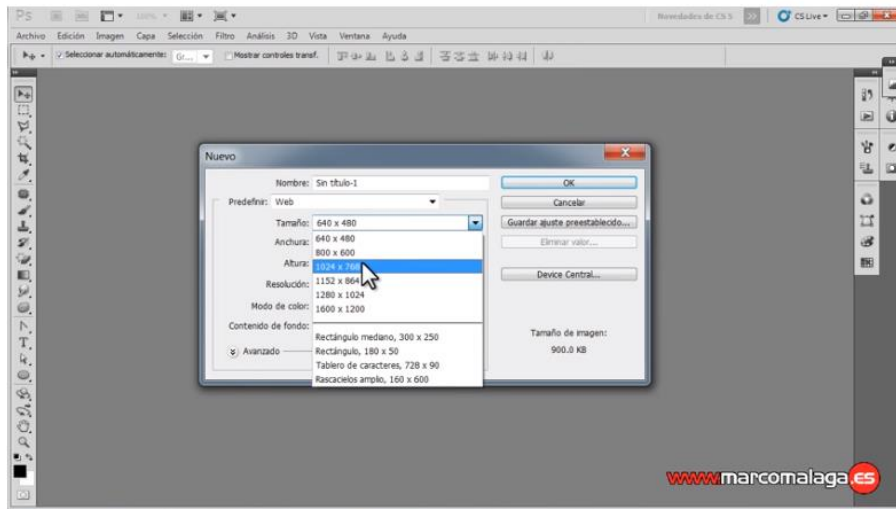 Ps 100% Novedades de CS 5 CS Live
Archivo Edición Imagen Capa Selección Filtro Análisis 3D Vista Ventana Ayuda
Seleccionar automáticamente: Gr... Mostrar controles transf.
Nuevo
Nombre: Sin título-1 OK
Predefinir: Web Cancelar
Tamaño: 640 x 480 Guardar ajuste preestablecido...
Anchura: 640 x 480 Eliminar valor...
800 x 600
Altura: 1024 x 768
Resolución: 1152 x 864 Device Central...
1280 x 1024
Modo de color: 1600 x 1200
Contenido de fondo:
Rectángulo mediano, 300 x 250 Tamaño de imagen:
Avanzado Rectángulo, 180 x 50 900.0 KB
Tablero de caracteres, 728 x 90
Rascacielos amplio, 160 x 600
www.marcomalaga.es